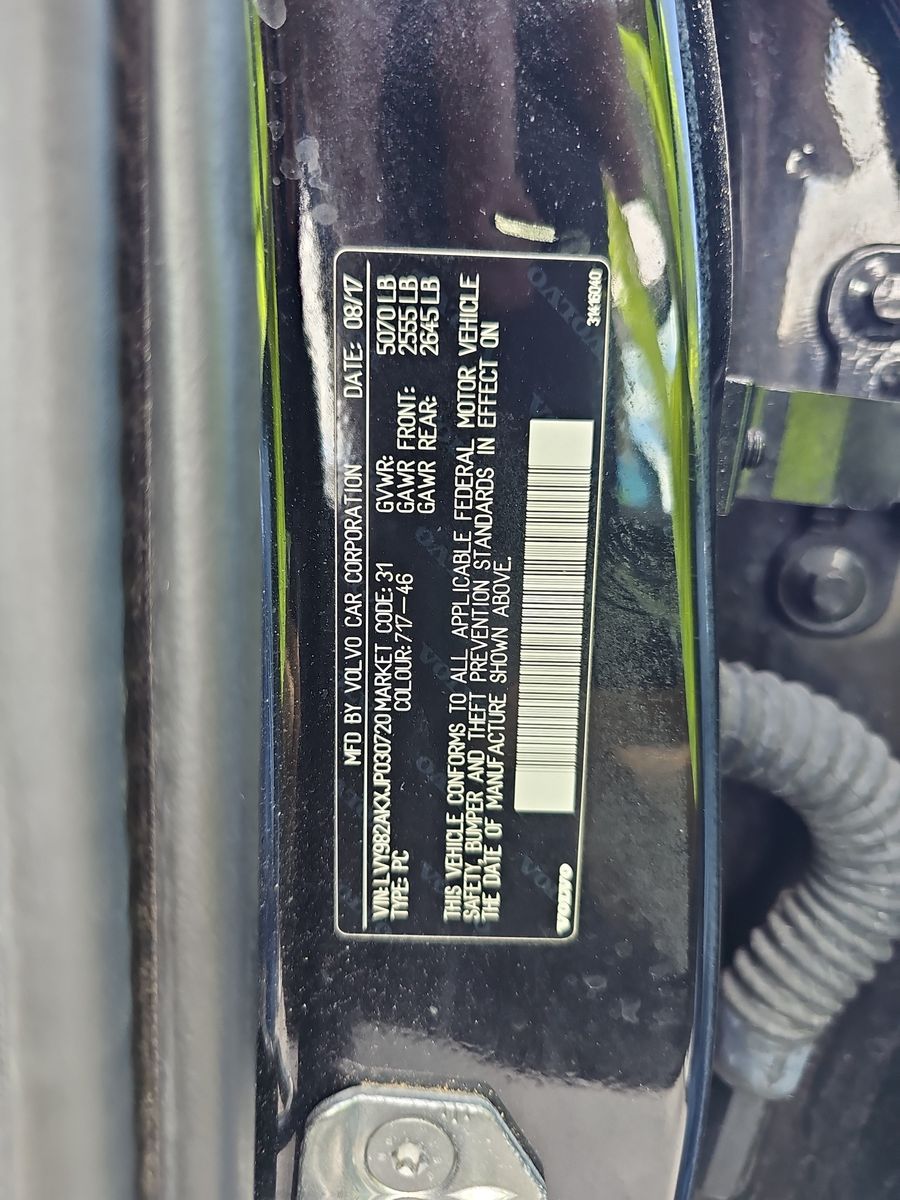 MFD BY VOLVO CAR CORPORATION DATE: 08/17
VIN: LVY982AKXJP030720 MARKET CODE: 31 GVWR: 5070 LB
TYPE: PC COLOUR: 717-46 GAWR FRONT: 2555 LB
GAWR REAR: 2645 LB
THIS VEHICLE CONFORMS TO ALL APPLICABLE FEDERAL MOTOR VEHICLE
SAFETY, BUMPER AND THEFT PREVENTION STANDARDS IN EFFECT ON
THE DATE OF MANUFACTURE SHOWN ABOVE.
VOLVO 31416040